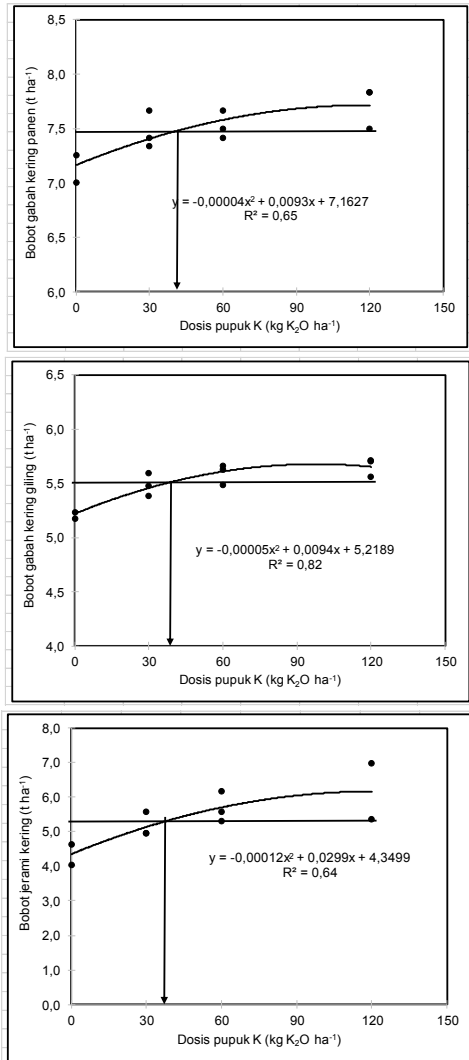 8,5
8,0
7,5
7,0
6,5
6,0
Bobot gabah kering panen (t ha⁻¹)
y = -0,00004x² + 0,0093x + 7,1627
R² = 0,65
0 30 60 90 120 150
Dosis pupuk K (kg K₂O ha⁻¹)
6,5
6,0
5,5
5,0
4,5
4,0
Bobot gabah kering giling (t ha⁻¹)
y = -0,00005x² + 0,0094x + 5,2189
R² = 0,82
0 30 60 90 120 150
Dosis pupuk K (kg K₂O ha⁻¹)
8,0
7,0
6,0
5,0
4,0
3,0
2,0
1,0
0,0
Bobot jerami kering (t ha⁻¹)
y = -0,00012x² + 0,0299x + 4,3499
R² = 0,64
0 30 60 90 120 150
Dosis pupuk K (kg K₂O ha⁻¹)